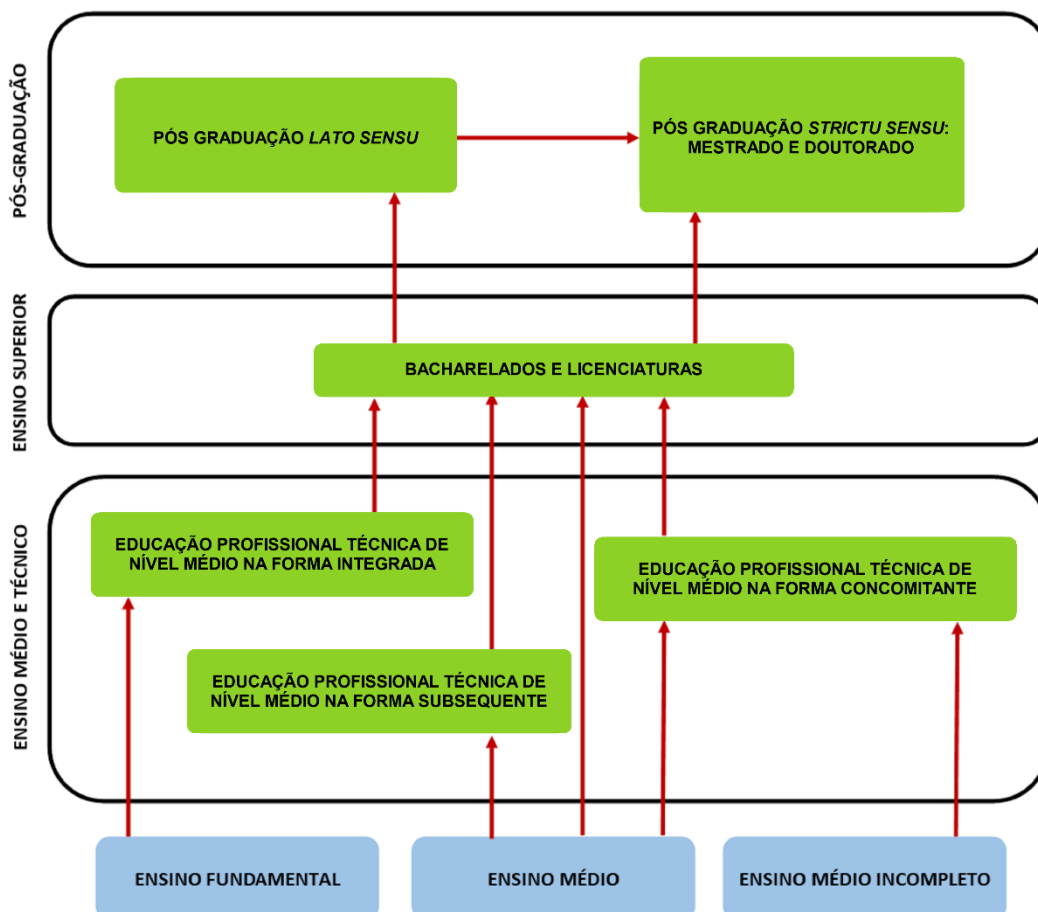 PÓS-GRADUAÇÃO
PÓS GRADUAÇÃO LATO SENSU
PÓS GRADUAÇÃO STRICTU SENSU:
MESTRADO E DOUTORADO
ENSINO SUPERIOR
BACHARELADOS E LICENCIATURAS
ENSINO MÉDIO E TÉCNICO
EDUCAÇÃO PROFISSIONAL TÉCNICA DE
NÍVEL MÉDIO NA FORMA INTEGRADA
EDUCAÇÃO PROFISSIONAL TÉCNICA DE
NÍVEL MÉDIO NA FORMA CONCOMITANTE
EDUCAÇÃO PROFISSIONAL TÉCNICA DE
NÍVEL MÉDIO NA FORMA SUBSEQUENTE
ENSINO FUNDAMENTAL
ENSINO MÉDIO
ENSINO MÉDIO INCOMPLETO